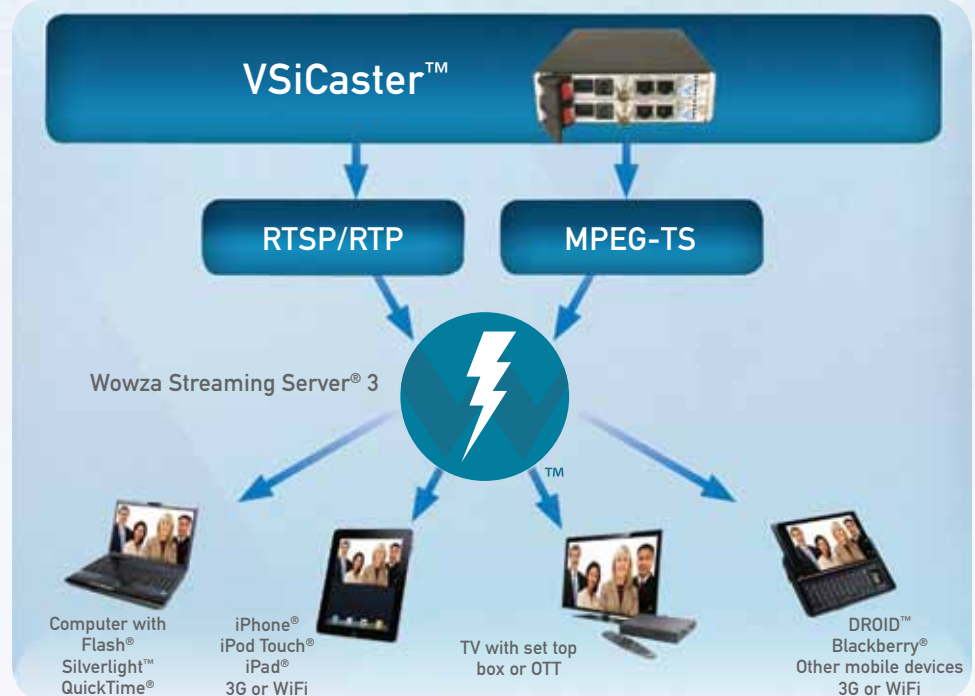 VSiCaster™
RTSP/RTP
MPEG-TS
Wowza Streaming Server® 3
TM
Computer with
Flash®
Silverlight™
QuickTime®
iPhone®
iPod Touch®
iPad®
3G or WiFi
TV with set top
box or OTT
DROID™
Blackberry®
Other mobile devices
3G or WiFi